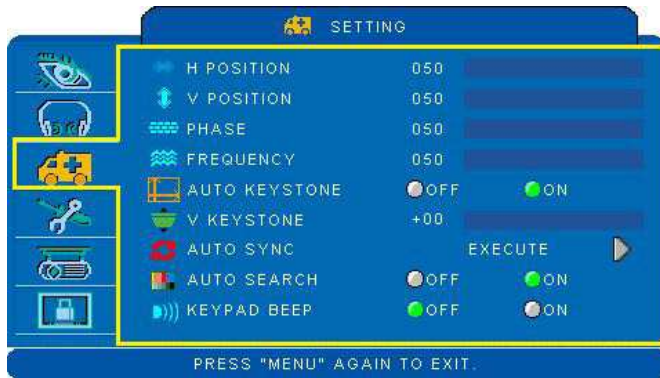 SETTING
H POSITION 050
V POSITION 050
PHASE 050
FREQUENCY 050
AUTO KEYSTONE OFF ON
V KEYSTONE +00
AUTO SYNC EXECUTE
AUTO SEARCH OFF ON
KEYPAD BEEP OFF ON
PRESS "MENU" AGAIN TO EXIT.